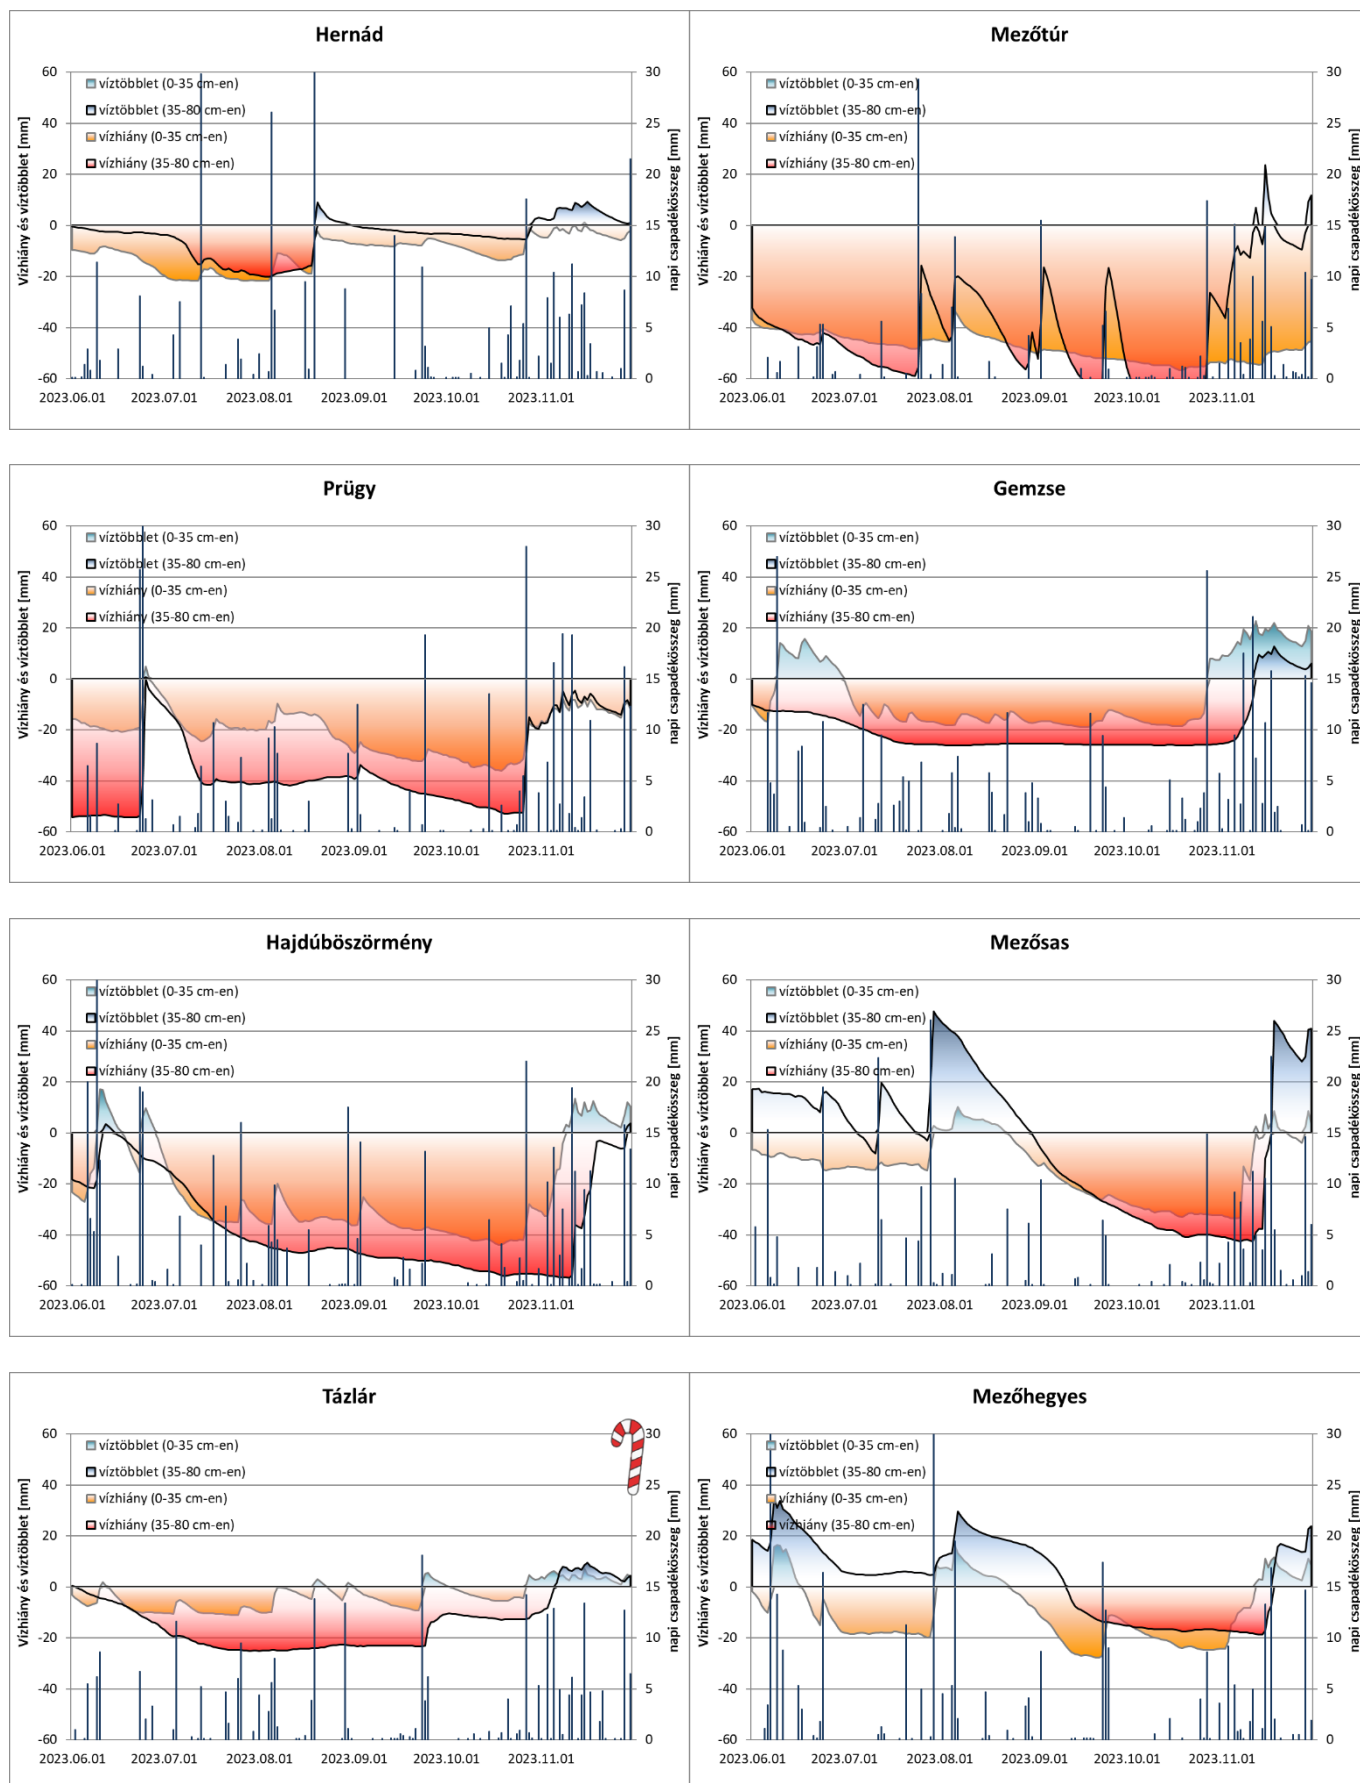 Hernád
Vízhiány és víztöbblet [mm]
60
40
20
0
-20
-40
-60
víztöbblet (0-35 cm-en)
víztöbblet (35-80 cm-en)
vízhiány (0-35 cm-en)
vízhiány (35-80 cm-en)
30
25
20
15
10
5
0
napi csapadékösszeg [mm]
2023.06.01 2023.07.01 2023.08.01 2023.09.01 2023.10.01 2023.11.01
Mezőtúr
Vízhiány és víztöbblet [mm]
60
40
20
0
-20
-40
-60
víztöbblet (0-35 cm-en)
víztöbblet (35-80 cm-en)
vízhiány (0-35 cm-en)
vízhiány (35-80 cm-en)
30
25
20
15
10
5
0
napi csapadékösszeg [mm]
2023.06.01 2023.07.01 2023.08.01 2023.09.01 2023.10.01 2023.11.01
Prügy
Vízhiány és víztöbblet [mm]
60
40
20
0
-20
-40
-60
víztöbblet (0-35 cm-en)
víztöbblet (35-80 cm-en)
vízhiány (0-35 cm-en)
vízhiány (35-80 cm-en)
30
25
20
15
10
5
0
napi csapadékösszeg [mm]
2023.06.01 2023.07.01 2023.08.01 2023.09.01 2023.10.01 2023.11.01
Gemzse
Vízhiány és víztöbblet [mm]
60
40
20
0
-20
-40
-60
víztöbblet (0-35 cm-en)
víztöbblet (35-80 cm-en)
vízhiány (0-35 cm-en)
vízhiány (35-80 cm-en)
30
25
20
15
10
5
0
napi csapadékösszeg [mm]
2023.06.01 2023.07.01 2023.08.01 2023.09.01 2023.10.01 2023.11.01
Hajdúböszörmény
Vízhiány és víztöbblet [mm]
60
40
20
0
-20
-40
-60
víztöbblet (0-35 cm-en)
víztöbblet (35-80 cm-en)
vízhiány (0-35 cm-en)
vízhiány (35-80 cm-en)
30
25
20
15
10
5
0
napi csapadékösszeg [mm]
2023.06.01 2023.07.01 2023.08.01 2023.09.01 2023.10.01 2023.11.01
Mezősas
Vízhiány és víztöbblet [mm]
60
40
20
0
-20
-40
-60
víztöbblet (0-35 cm-en)
víztöbblet (35-80 cm-en)
vízhiány (0-35 cm-en)
vízhiány (35-80 cm-en)
30
25
20
15
10
5
0
napi csapadékösszeg [mm]
2023.06.01 2023.07.01 2023.08.01 2023.09.01 2023.10.01 2023.11.01
Tázlár
Vízhiány és víztöbblet [mm]
60
40
20
0
-20
-40
-60
víztöbblet (0-35 cm-en)
víztöbblet (35-80 cm-en)
vízhiány (0-35 cm-en)
vízhiány (35-80 cm-en)
30
25
20
15
10
5
0
napi csapadékösszeg [mm]
2023.06.01 2023.07.01 2023.08.01 2023.09.01 2023.10.01 2023.11.01
Mezőhegyes
Vízhiány és víztöbblet [mm]
60
40
20
0
-20
-40
-60
víztöbblet (0-35 cm-en)
víztöbblet (35-80 cm-en)
vízhiány (0-35 cm-en)
vízhiány (35-80 cm-en)
30
25
20
15
10
5
0
napi csapadékösszeg [mm]
2023.06.01 2023.07.01 2023.08.01 2023.09.01 2023.10.01 2023.11.01